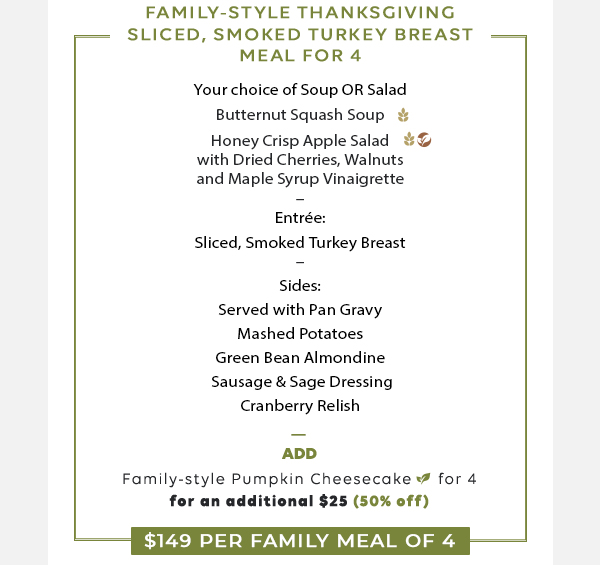 FAMILY-STYLE THANKSGIVING
SLICED, SMOKED TURKEY BREAST
MEAL FOR 4
Your choice of Soup OR Salad
Butternut Squash Soup
Honey Crisp Apple Salad
with Dried Cherries, Walnuts
and Maple Syrup Vinaigrette
–
Entrée:
Sliced, Smoked Turkey Breast
–
Sides:
Served with Pan Gravy
Mashed Potatoes
Green Bean Almondine
Sausage & Sage Dressing
Cranberry Relish
—
ADD
Family-style Pumpkin Cheesecake for 4
for an additional $25 (50% off)
$149 PER FAMILY MEAL OF 4